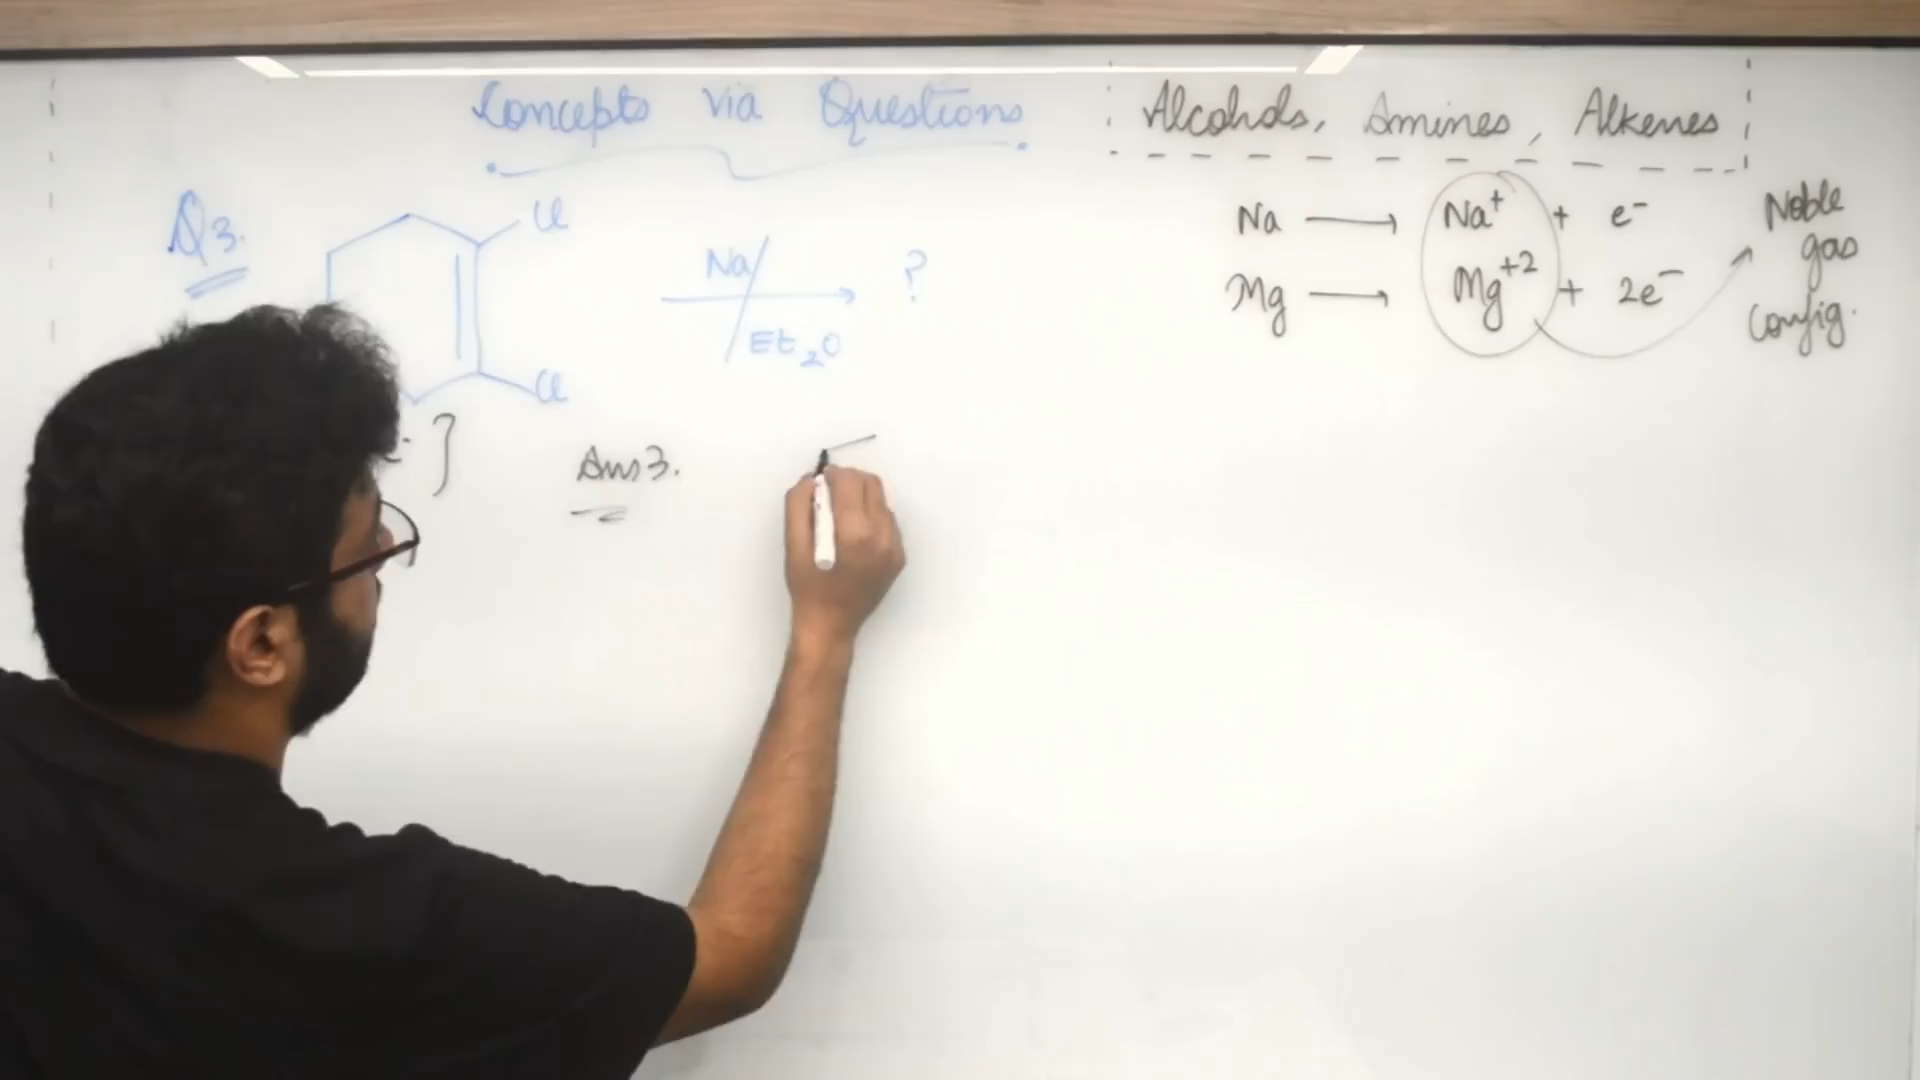 Concepts via Questions
Alcohols, Amines, Alkenes
Q3.
Cl
Cl
Na/
Et2O
?
Na ⟶ Na+ + e−
Mg ⟶ Mg+2 + 2e−
Noble
gas
config.
]
Ans3.